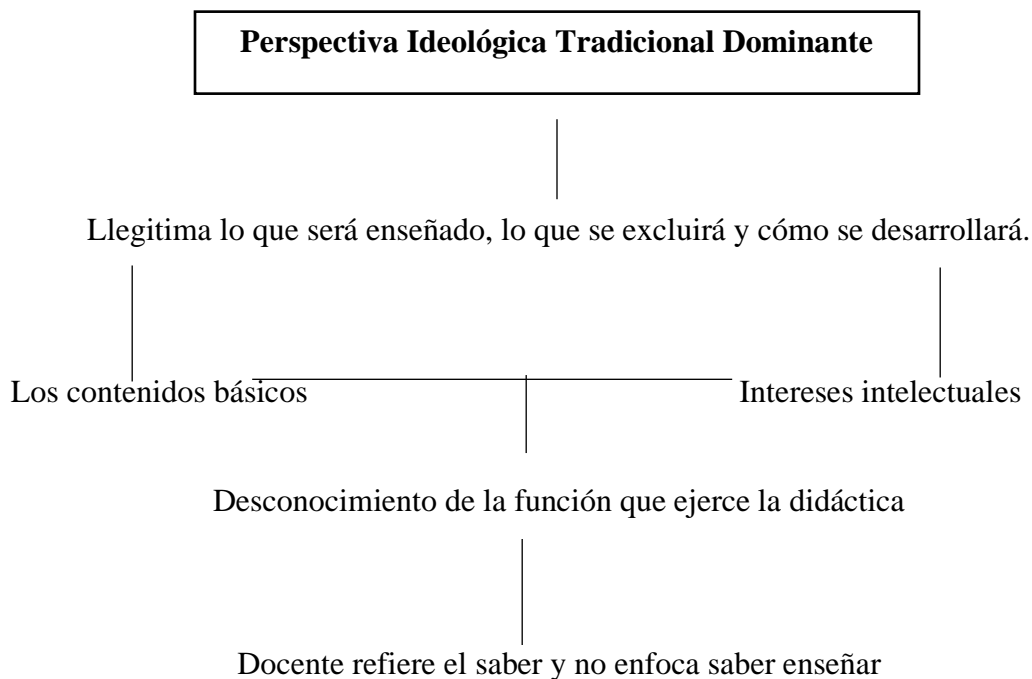 Perspectiva Ideológica Tradicional Dominante
Llegitima lo que será enseñado, lo que se excluirá y cómo se desarrollará.
Los contenidos básicos
Intereses intelectuales
Desconocimiento de la función que ejerce la didáctica
Docente refiere el saber y no enfoca saber enseñar